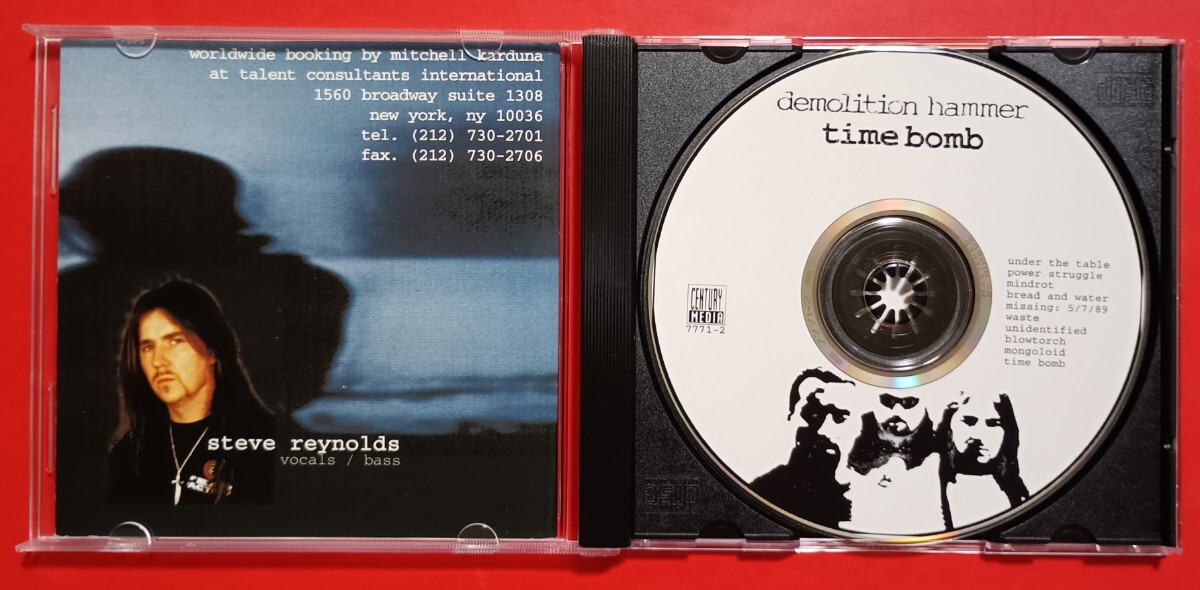 worldwide booking by mitchell karduna
at talent consultants international
1560 broadway suite 1308
new york, ny 10036
tel. (212) 730-2701
fax. (212) 730-2706
steve reynolds
vocals / bass
demolition hammer
time bomb
CENTURY
MEDIA
7771-2
under the table
power struggle
mindrot
bread and water
missing: 5/7/89
waste
unidentified
blowtorch
mongoloid
time bomb